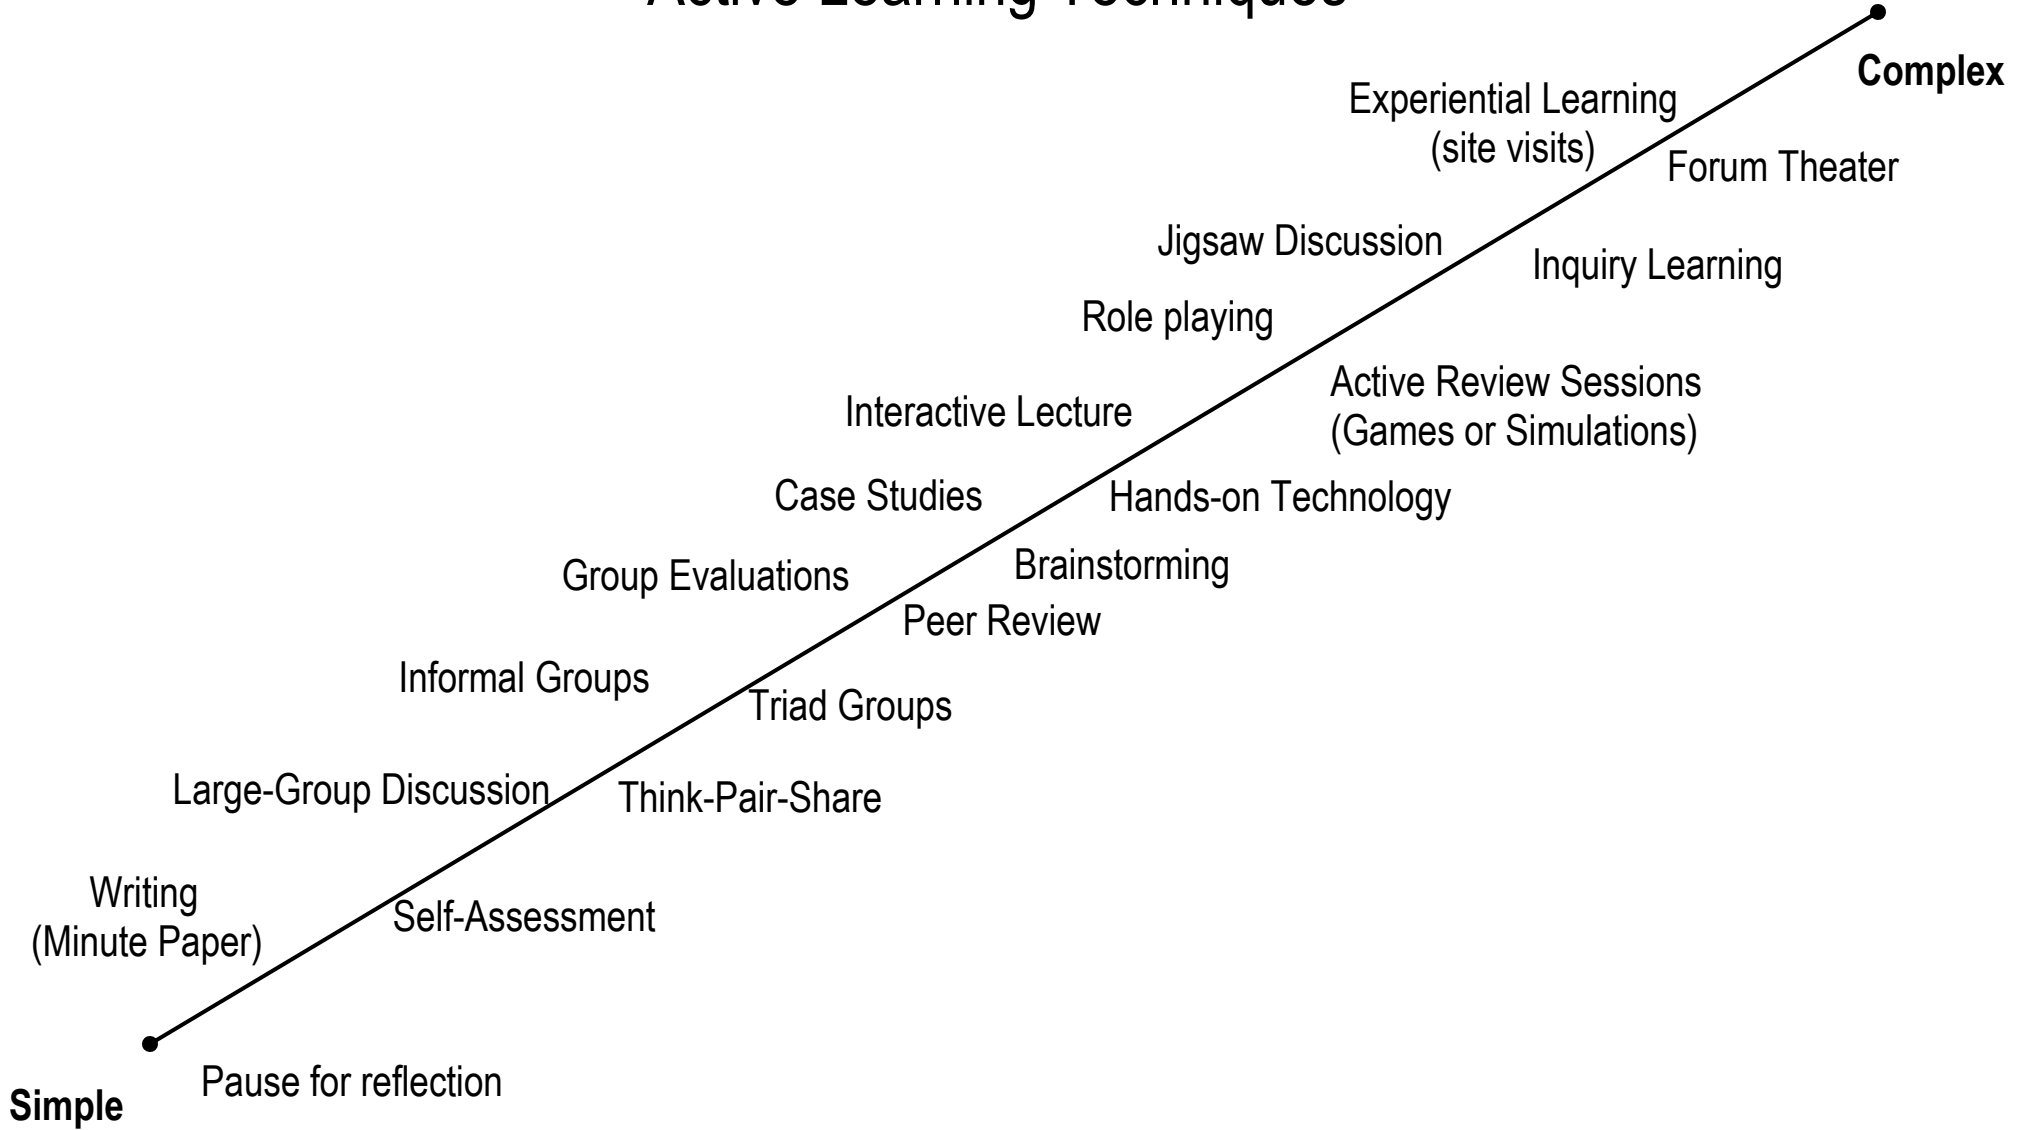 Active Learning Techniques
Complex
Experiential Learning
(site visits)
Forum Theater
Jigsaw Discussion
Inquiry Learning
Role playing
Active Review Sessions
(Games or Simulations)
Interactive Lecture
Case Studies
Hands-on Technology
Brainstorming
Group Evaluations
Peer Review
Informal Groups
Triad Groups
Large-Group Discussion
Think-Pair-Share
Writing
(Minute Paper)
Self-Assessment
Pause for reflection
Simple